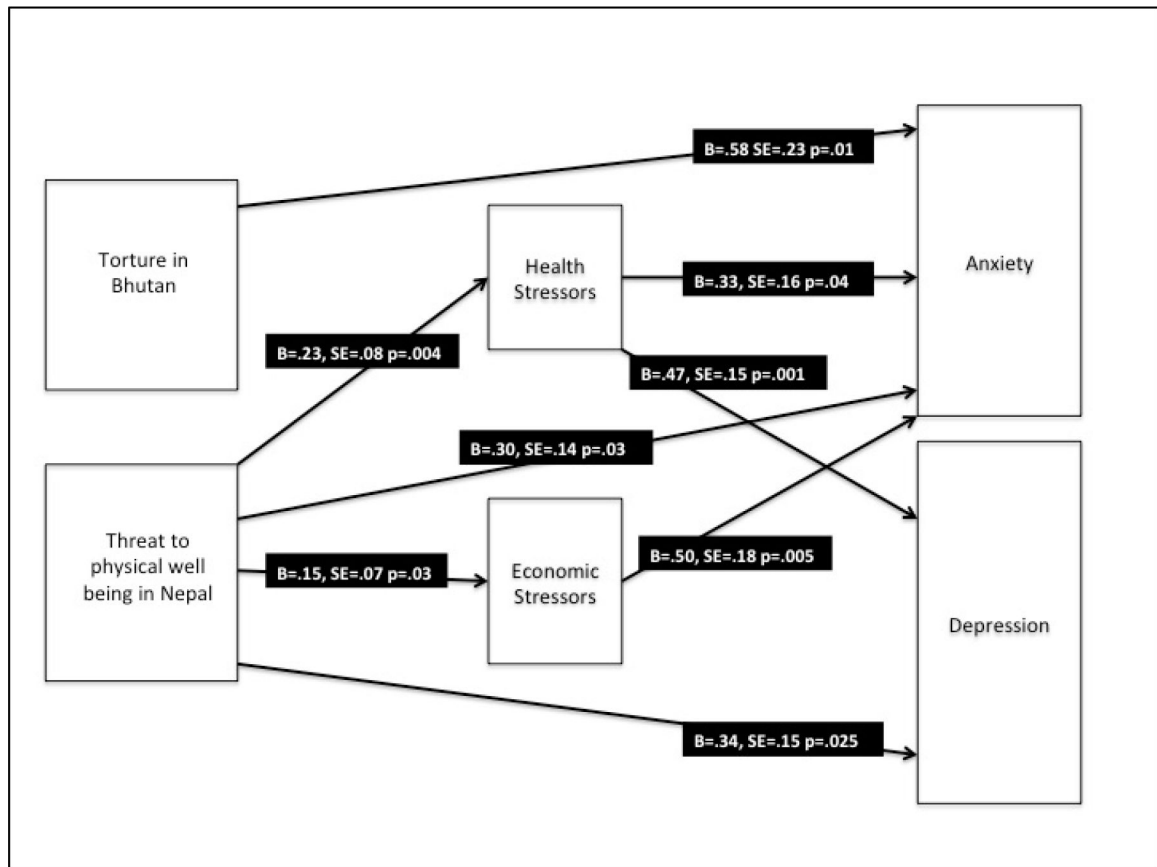 B=.58 SE=.23 p=.01
Torture in
Bhutan
Health
Stressors
B=.33, SE=.16 p=.04
Anxiety
B=.23, SE=.08 p=.004
B=.47, SE=.15 p=.001
B=.30, SE=.14 p=.03
Threat to
physical well
being in Nepal
B=.15, SE=.07 p=.03
Economic
Stressors
B=.50, SE=.18 p=.005
Depression
B=.34, SE=.15 p=.025